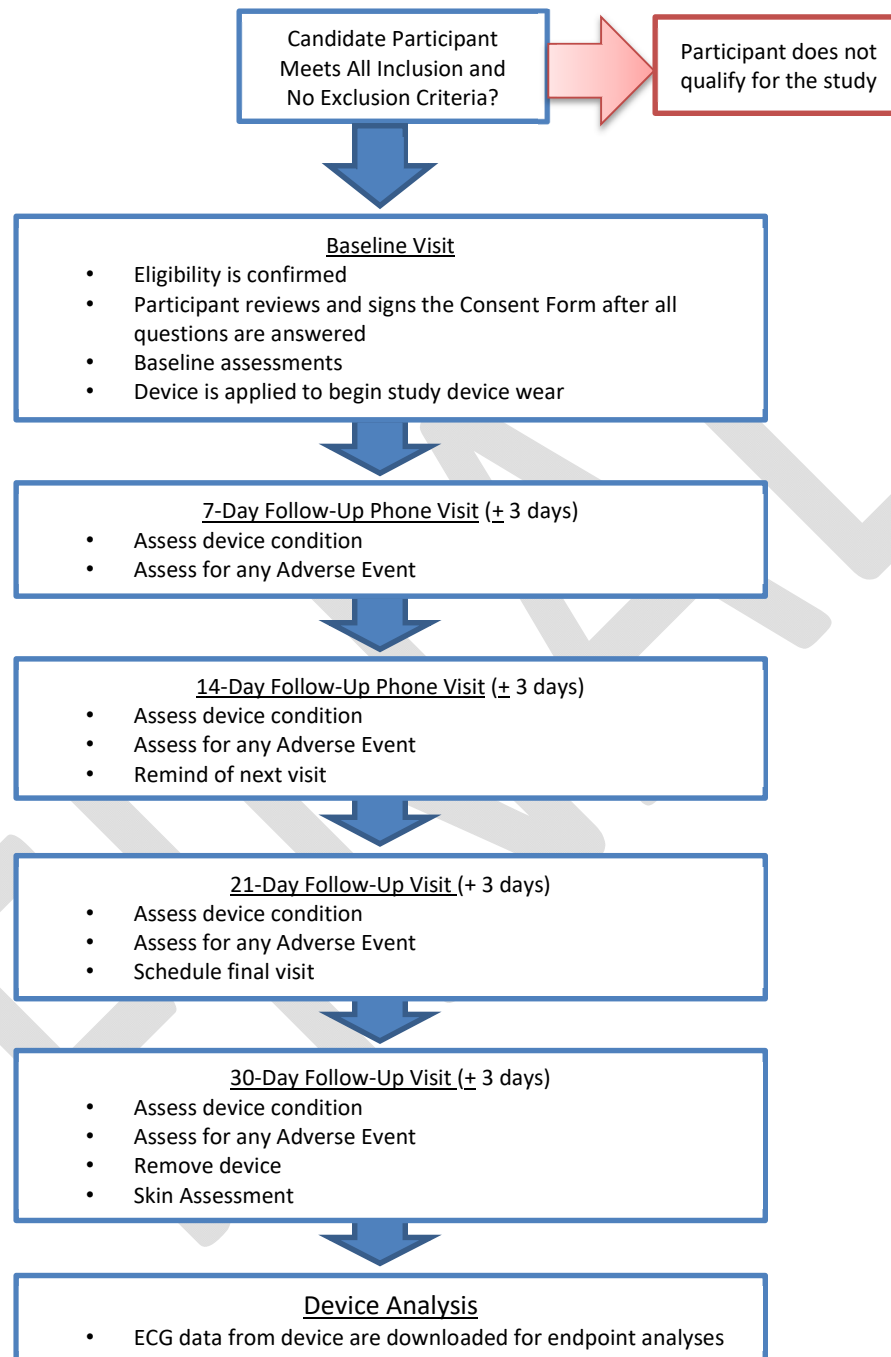 Candidate Participant
Meets All Inclusion and
No Exclusion Criteria?
Participant does not
qualify for the study
Baseline Visit
• Eligibility is confirmed
• Participant reviews and signs the Consent Form after all
questions are answered
• Baseline assessments
• Device is applied to begin study device wear
7-Day Follow-Up Phone Visit (± 3 days)
• Assess device condition
• Assess for any Adverse Event
14-Day Follow-Up Phone Visit (± 3 days)
• Assess device condition
• Assess for any Adverse Event
• Remind of next visit
21-Day Follow-Up Visit (+ 3 days)
• Assess device condition
• Assess for any Adverse Event
• Schedule final visit
30-Day Follow-Up Visit (± 3 days)
• Assess device condition
• Assess for any Adverse Event
• Remove device
• Skin Assessment
Device Analysis
• ECG data from device are downloaded for endpoint analyses